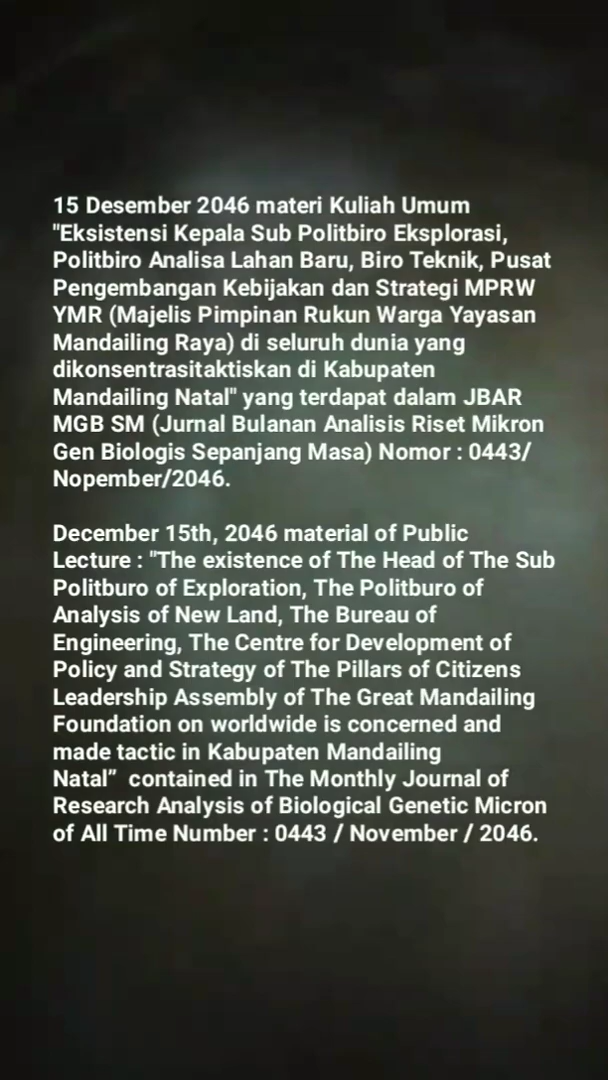 15 Desember 2046 materi Kuliah Umum
"Eksistensi Kepala Sub Politbiro Eksplorasi,
Politbiro Analisa Lahan Baru, Biro Teknik, Pusat
Pengembangan Kebijakan dan Strategi MPRW
YMR (Majelis Pimpinan Rukun Warga Yayasan
Mandailing Raya) di seluruh dunia yang
dikonsentrasitaktiskan di Kabupaten
Mandailing Natal" yang terdapat dalam JBAR
MGB SM (Jurnal Bulanan Analisis Riset Mikron
Gen Biologis Sepanjang Masa) Nomor : 0443/
Nopember/2046.
December 15th, 2046 material of Public
Lecture : "The existence of The Head of The Sub
Politburo of Exploration, The Politburo of
Analysis of New Land, The Bureau of
Engineering, The Centre for Development of
Policy and Strategy of The Pillars of Citizens
Leadership Assembly of The Great Mandailing
Foundation on worldwide is concerned and
made tactic in Kabupaten Mandailing
Natal” contained in The Monthly Journal of
Research Analysis of Biological Genetic Micron
of All Time Number : 0443 / November / 2046.